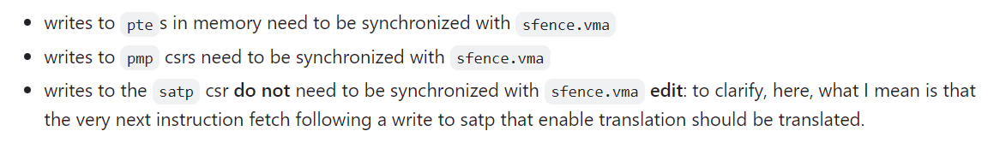 • writes to ptes in memory need to be synchronized with sfence.vma
• writes to pmp csrs need to be synchronized with sfence.vma
• writes to the satp csr do not need to be synchronized with sfence.vma edit: to clarify, here, what I mean is that
the very next instruction fetch following a write to satp that enable translation should be translated.